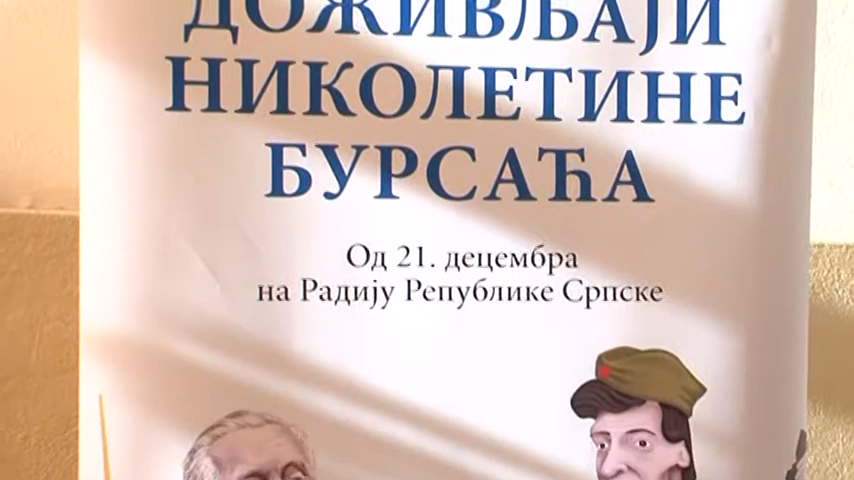 ДОЖИВЉАЈИ
НИКОЛЕТИНЕ
БУРСАЋА
Од 21. децембра
на Радију Републике Српске